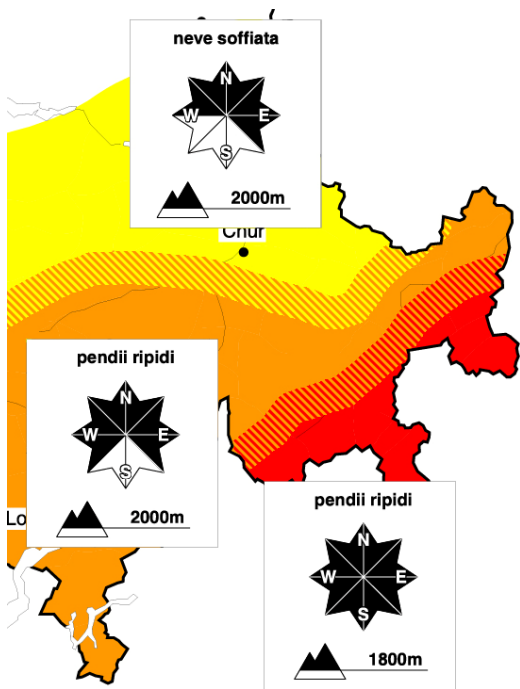 neve soffiata
N
W E
S
2000m
Chur
pendii ripidi
N
W E
S
2000m
Lo
pendii ripidi
N
W E
S
1800m